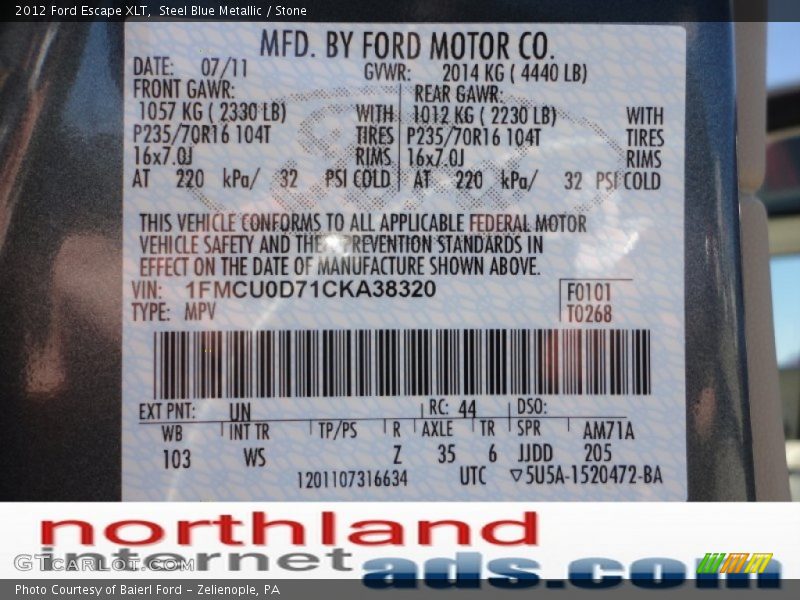 2012 Ford Escape XLT, Steel Blue Metallic / Stone
MFD. BY FORD MOTOR CO.
DATE: 07/11 GVWR: 2014 KG ( 4440 LB)
FRONT GAWR: REAR GAWR:
1057 KG ( 2330 LB) WITH 1012 KG ( 2230 LB) WITH
P235/70R16 104T TIRES P235/70R16 104T TIRES
16x7.0J RIMS 16x7.0J RIMS
AT 220 kPa/ 32 PSI COLD AT 220 kPa/ 32 PSI COLD
THIS VEHICLE CONFORMS TO ALL APPLICABLE FEDERAL MOTOR
VEHICLE SAFETY AND PREVENTION STANDARDS IN
EFFECT ON THE DATE OF MANUFACTURE SHOWN ABOVE.
VIN: 1FMCU0D71CKA38320 F0101
TYPE: MPV T0268
EXT PNT: UN RC: 44 DSO:
WB INT TR TP/PS R AXLE TR SPR AM71A
103 WS Z 35 6 JJDD 205
1201107316634 UTC ▽5U5A-1520472-BA
northland
internet ads.com
GTCARLOT.COM
Photo Courtesy of Baierl Ford – Zelienople, PA